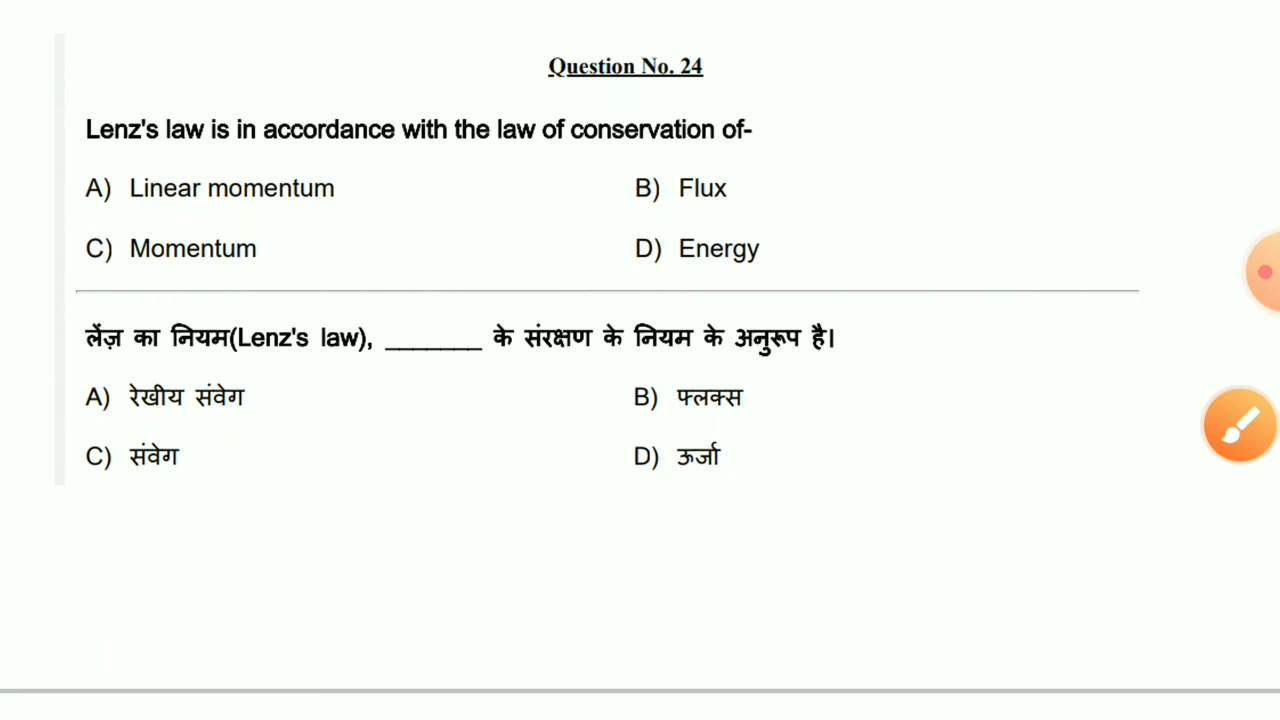 Question No. 24
Lenz's law is in accordance with the law of conservation of-
A) Linear momentum B) Flux
C) Momentum D) Energy
लेंज़ का नियम(Lenz's law), _______ के संरक्षण के नियम के अनुरूप है।
A) रेखीय संवेग B) फ्लक्स
C) संवेग D) ऊर्जा